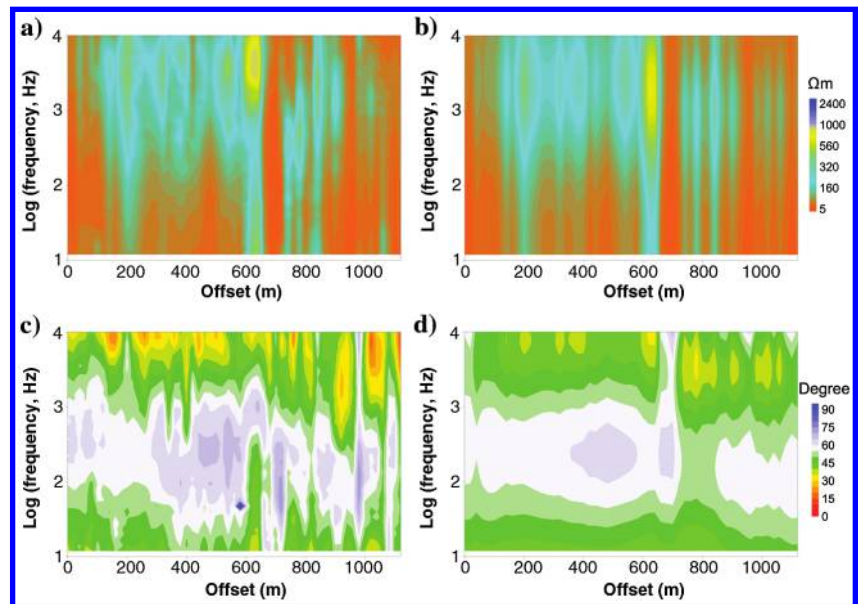 a)
4
3
2
1
Log (frequency, Hz)
0 200 400 600 800 1000
Offset (m)
b)
4
3
2
1
Log (frequency, Hz)
0 200 400 600 800 1000
Offset (m)
Ωm
2400
1000
560
320
160
5
c)
4
3
2
1
Log (frequency, Hz)
0 200 400 600 800 1000
Offset (m)
d)
4
3
2
1
Log (frequency, Hz)
0 200 400 600 800 1000
Offset (m)
Degree
90
75
60
45
30
15
0